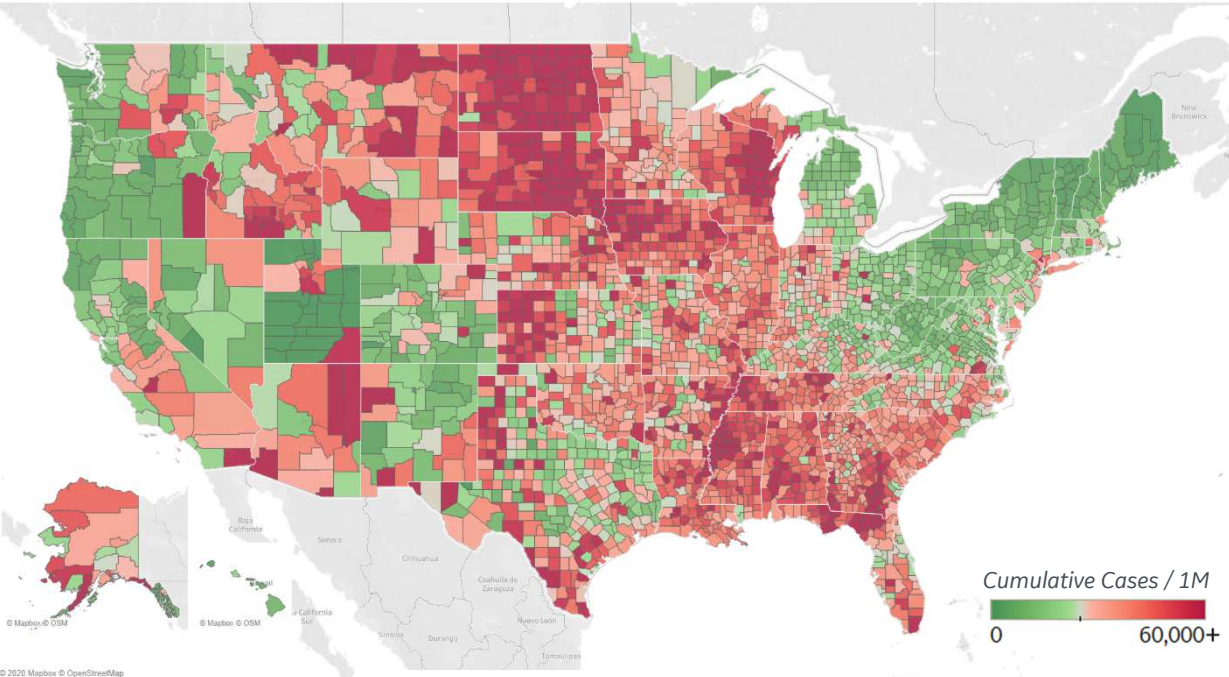 New
Brunswick
Baja
California
Sonora
Chihuahua
Coahuila de
Zaragoza
Nuevo León
Sinaloa
Durango
Tamaulipas
a California
Sur
Cumulative Cases / 1M
0
60,000+
© Mapbox © OSM
© Mapbox © OSM
© 2020 Mapbox © OpenStreetMap